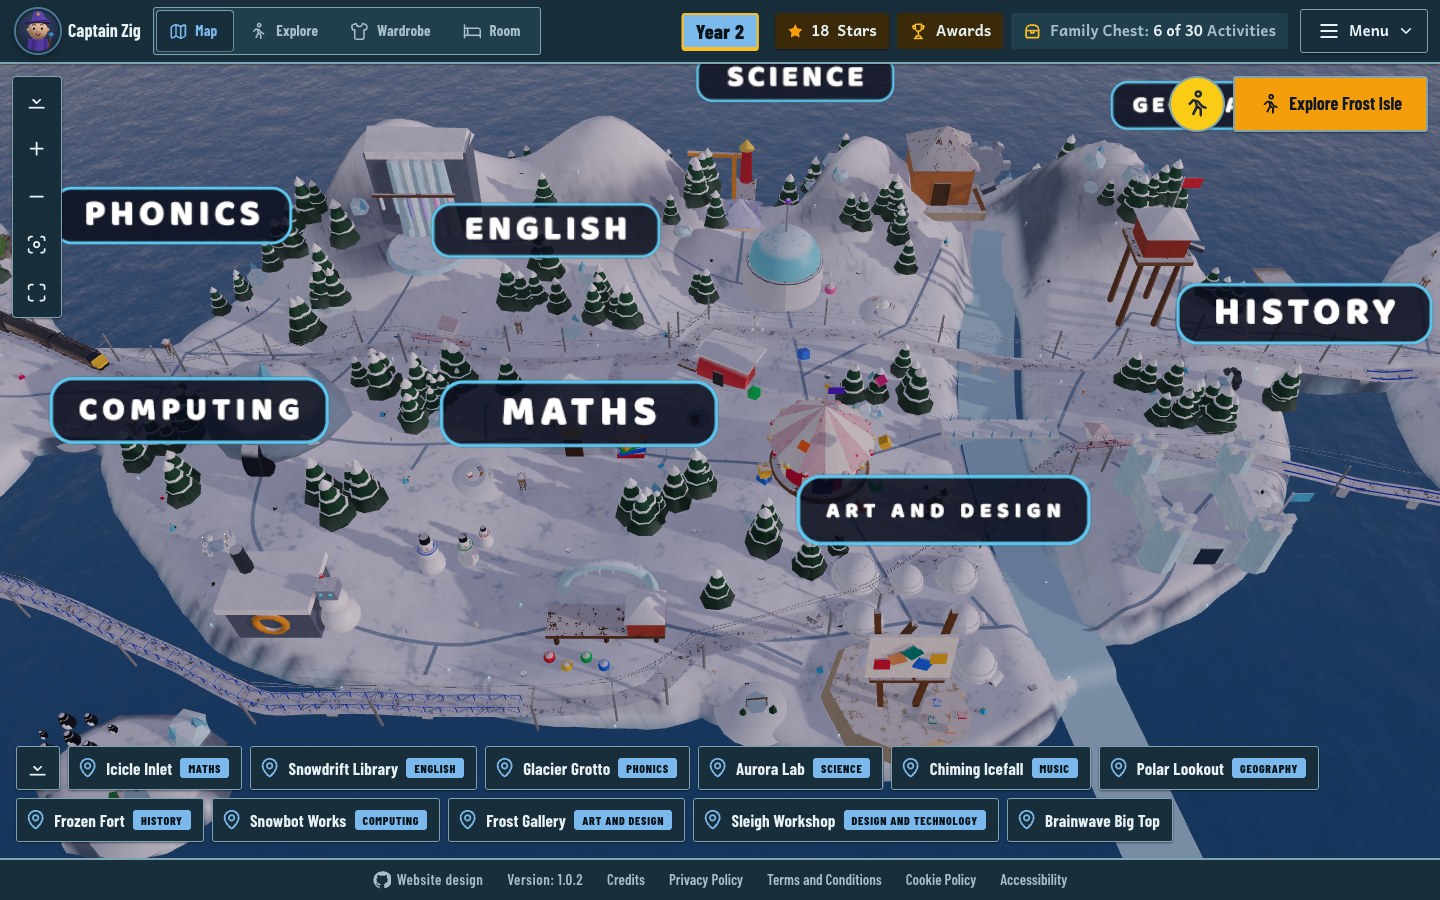 Captain Zig
Map
Explore
Wardrobe
Room
Year 2
18 Stars
Awards
Family Chest: 6 of 30 Activities
Menu
SCIENCE
Explore Frost Isle
PHONICS
ENGLISH
HISTORY
COMPUTING
MATHS
ART AND DESIGN
Icicle Inlet MATHS
Snowdrift Library ENGLISH
Glacier Grotto PHONICS
Aurora Lab SCIENCE
Chiming Icefall MUSIC
Polar Lookout GEOGRAPHY
Frozen Fort HISTORY
Snowbot Works COMPUTING
Frost Gallery ART AND DESIGN
Sleigh Workshop DESIGN AND TECHNOLOGY
Brainwave Big Top
Website design
Version: 1.0.2
Credits
Privacy Policy
Terms and Conditions
Cookie Policy
Accessibility